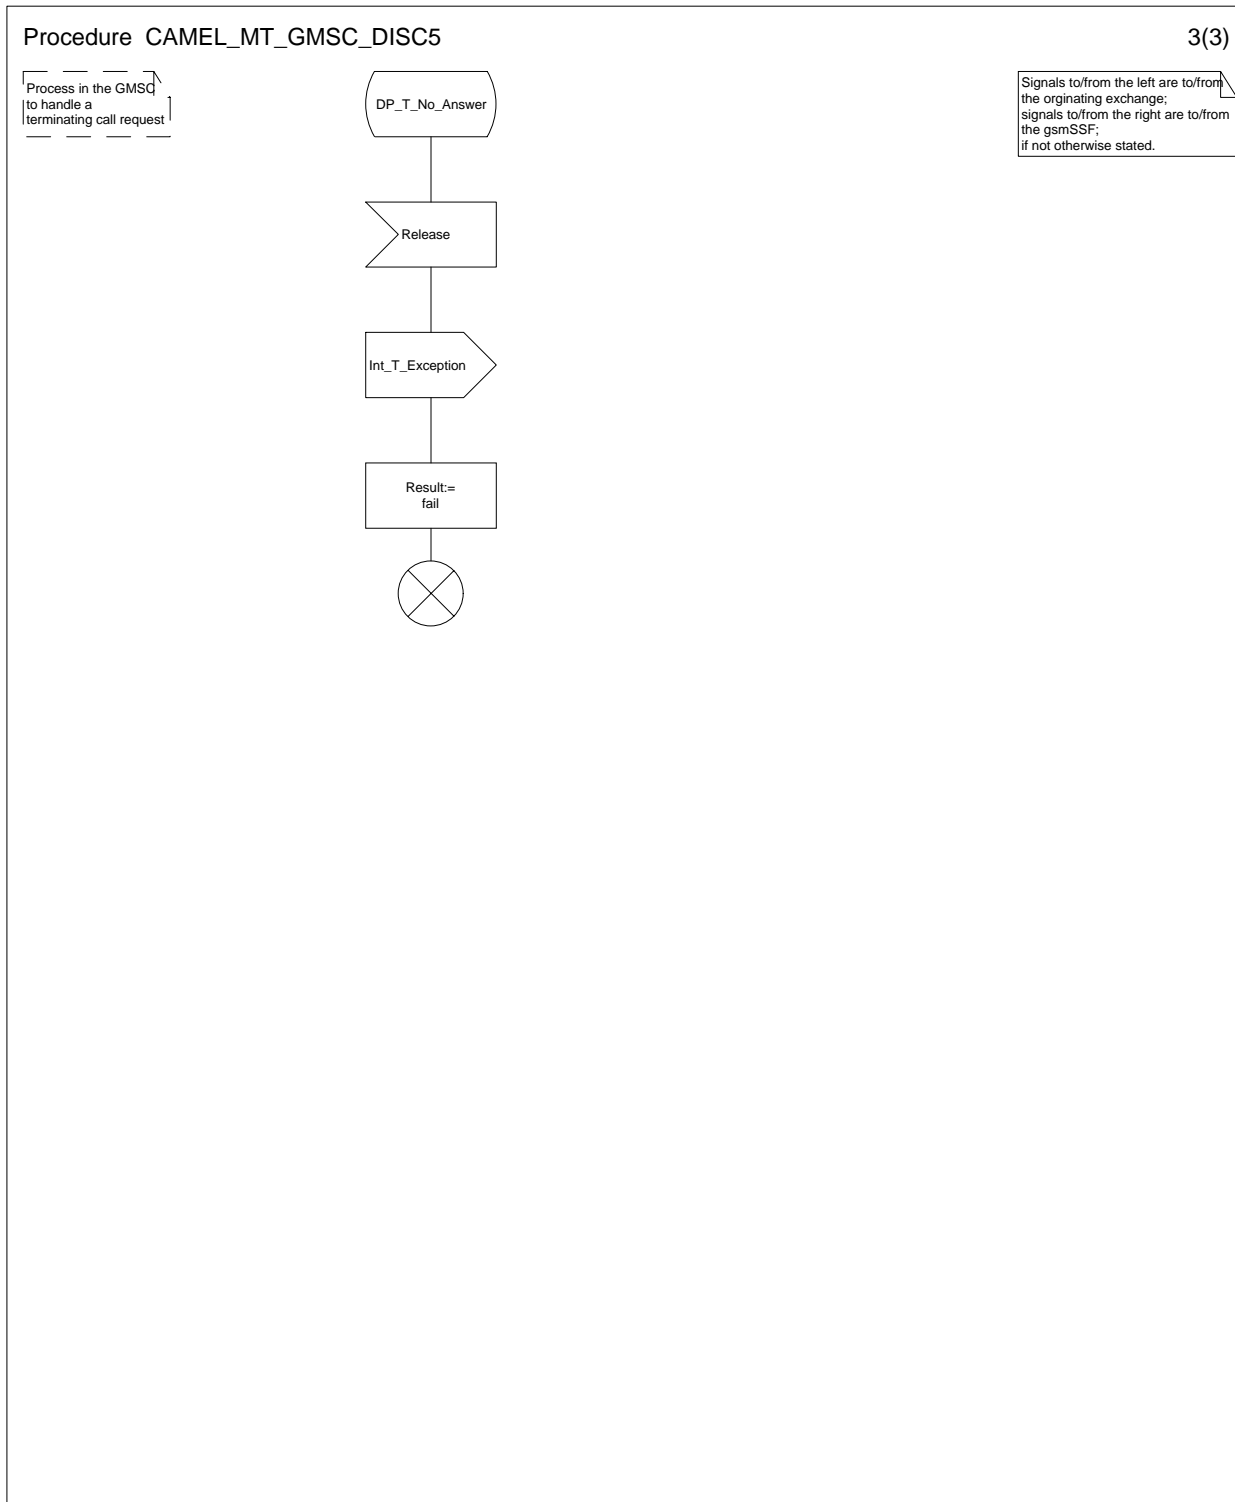 Procedure CAMEL_MT_GMSC_DISC5
3(3)
Process in the GMSC
to handle a
terminating call request
DP_T_No_Answer
Signals to/from the left are to/from
the orginating exchange;
signals to/from the right are to/from
the gsmSSF;
if not otherwise stated.
Release
Int_T_Exception
Result:=
fail